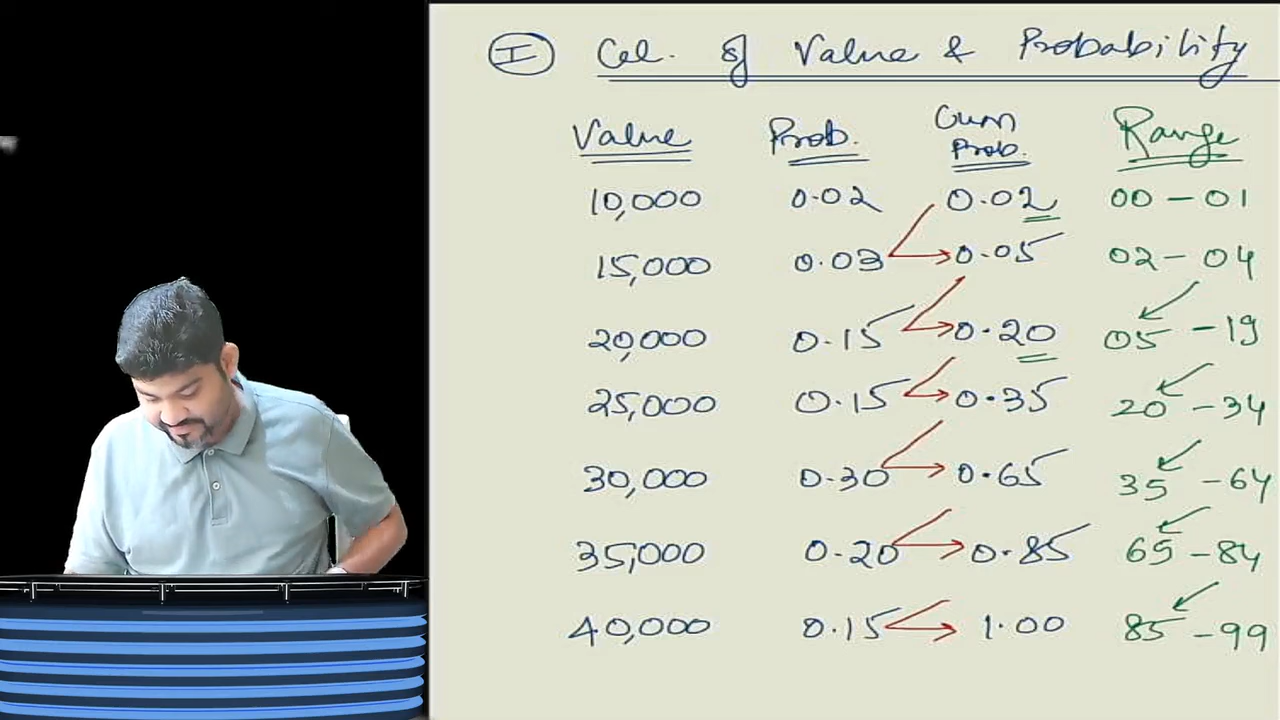 I Cal. of Value & Probability
Value Prob. Cum Prob. Range
10,000 0.02 0.02 00 - 01
15,000 0.03 0.05 02 - 04
20,000 0.15 0.20 05 - 19
25,000 0.15 0.35 20 - 34
30,000 0.30 0.65 35 - 64
35,000 0.20 0.85 65 - 84
40,000 0.15 1.00 85 - 99